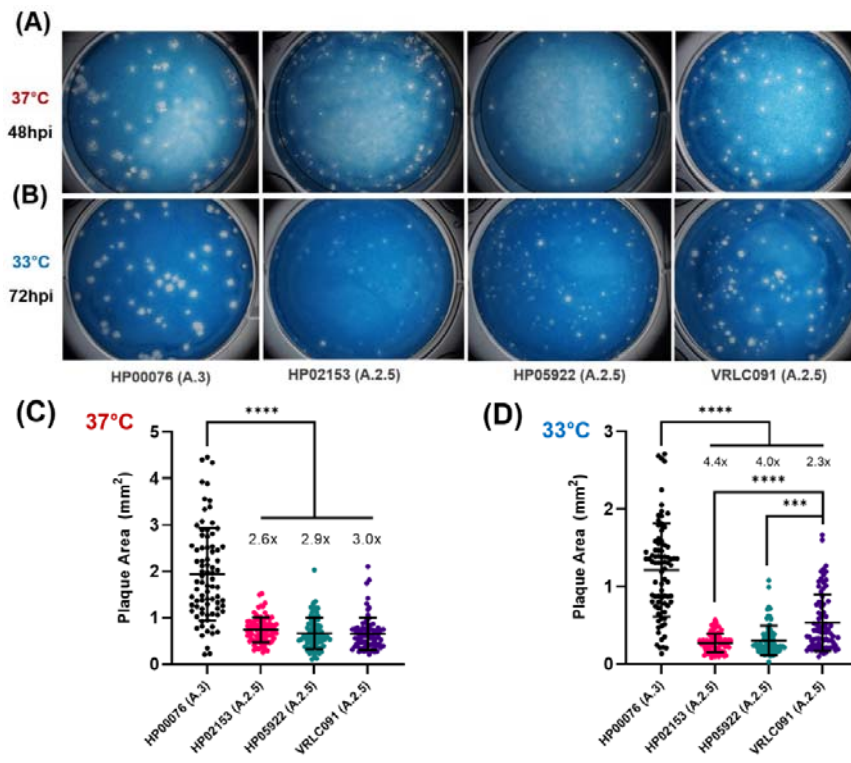 (A)
37°C
48hpi
(B)
33°C
72hpi
HP00076 (A.3) HP02153 (A.2.5) HP05922 (A.2.5) VRLC091 (A.2.5)
(C) 37°C
****
2.6x 2.9x 3.0x
Plaque Area (mm²)
5
4
3
2
1
0
HP00076 (A.3) HP02153 (A.2.5) HP05922 (A.2.5) VRLC091 (A.2.5)
(D) 33°C
****
4.4x 4.0x 2.3x
****
***
Plaque Area (mm²)
3
2
1
0
HP00076 (A.3) HP02153 (A.2.5) HP05922 (A.2.5) VRLC091 (A.2.5)